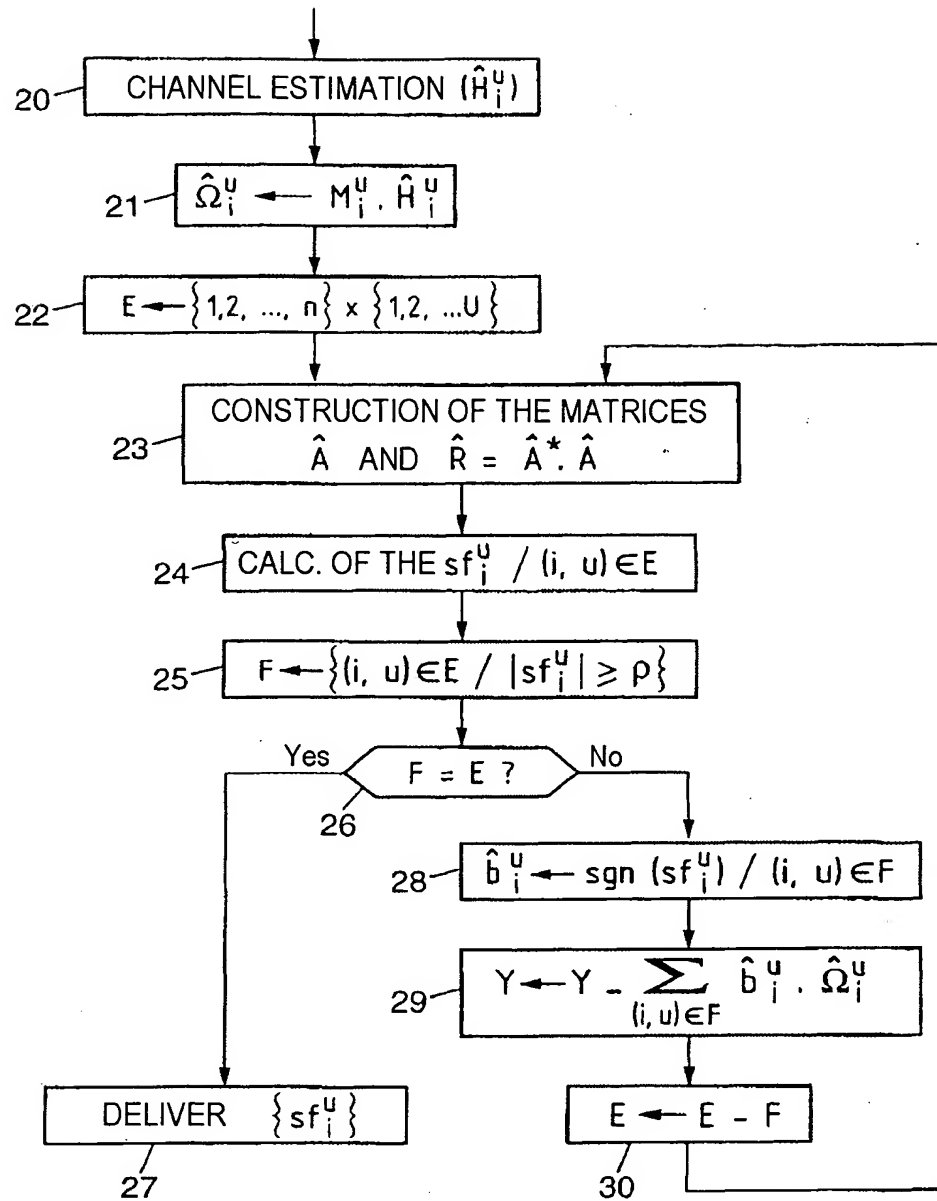 20 CHANNEL ESTIMATION (Ĥᵢᵘ)
21 Ω̂ᵢᵘ ← Mᵢᵘ . Ĥᵢᵘ
22 E ← {1,2, ..., n} x {1,2, ...U}
CONSTRUCTION OF THE MATRICES
23 Â AND R̂ = Â* . Â
24 CALC. OF THE sfᵢᵘ / (i, u) ∈ E
25 F ← {(i, u) ∈ E / |sfᵢᵘ| ⩾ ρ}
Yes No
F = E ?
26
28 b̂ᵢᵘ ← sgn (sfᵢᵘ) / (i, u) ∈ F
29 Y ← Y - ∑ b̂ᵢᵘ . Ω̂ᵢᵘ
(i, u) ∈ F
DELIVER {sfᵢᵘ}
27
E ← E - F
30